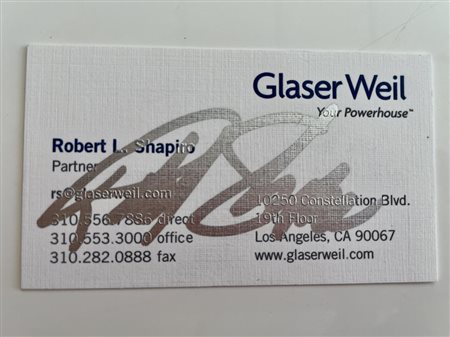 Glaser Weil
Your Powerhouse™
Robert L. Shapiro
Partner
rs@glaserweil.com
310.556.7886 direct
310.553.3000 office
310.282.0888 fax
10250 Constellation Blvd.
19th Floor
Los Angeles, CA 90067
www.glaserweil.com